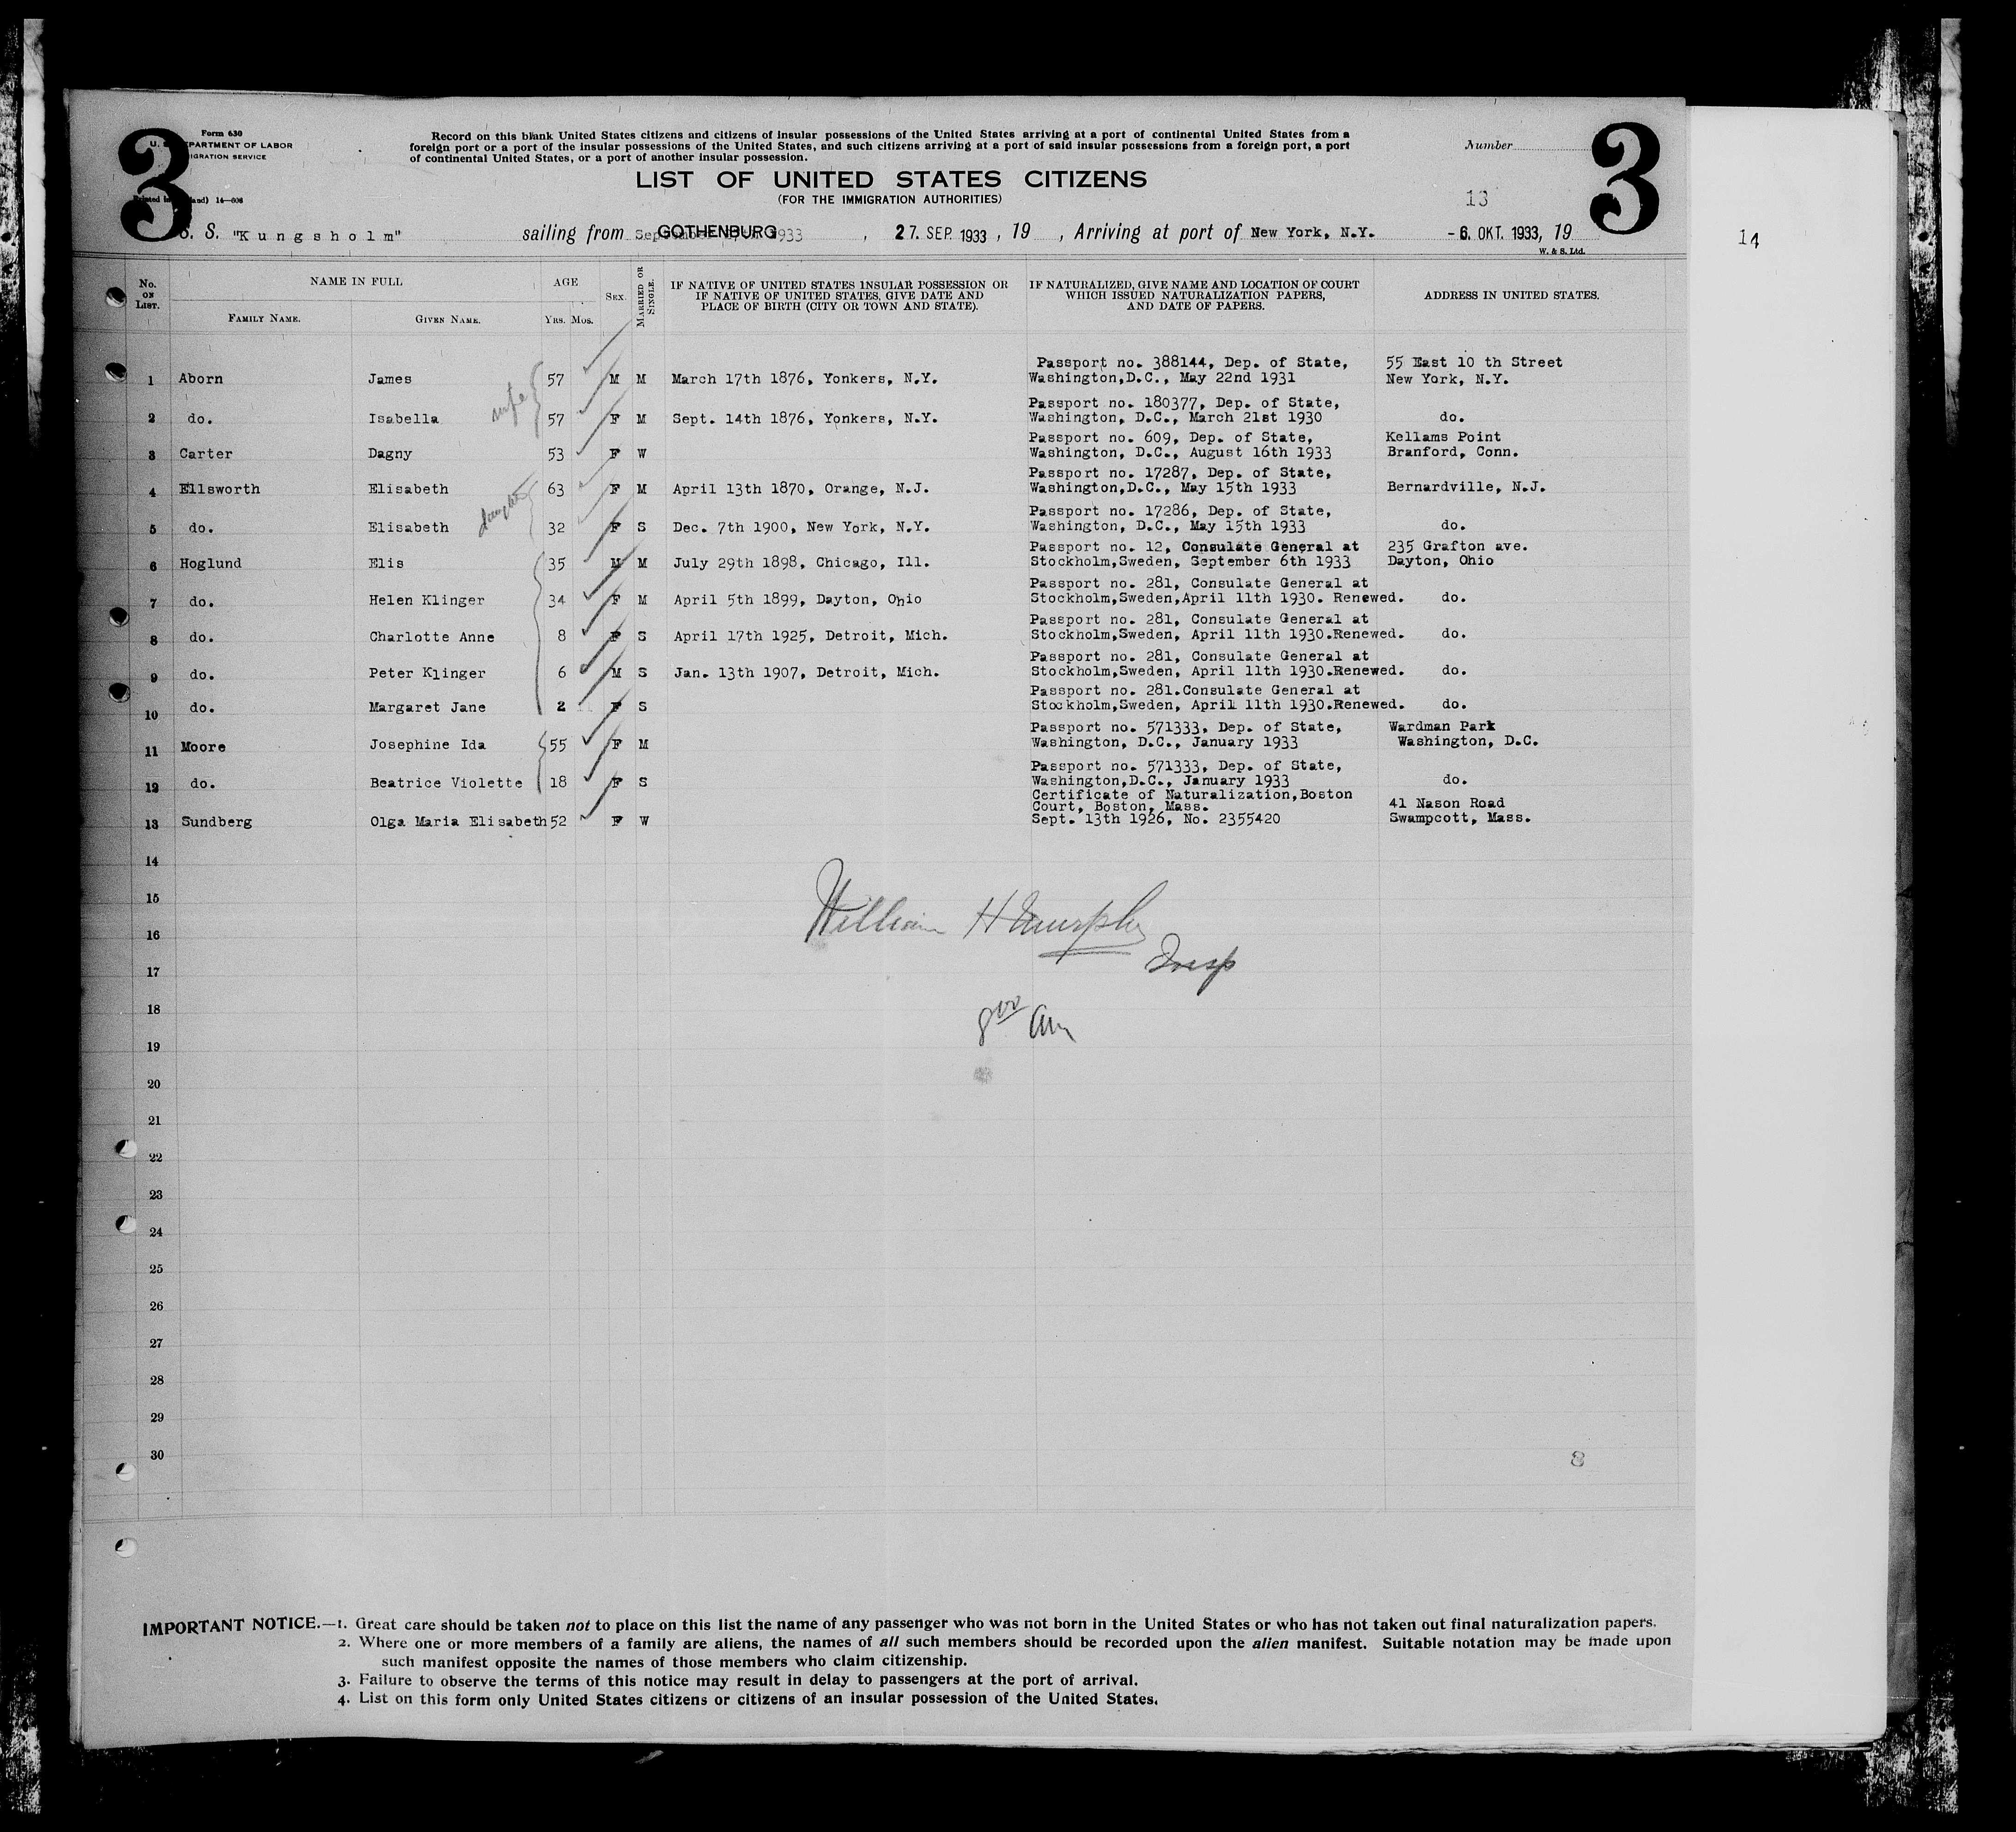 3
Form 630
U. S. DEPARTMENT OF LABOR
IMMIGRATION SERVICE
14—608
Record on this blank United States citizens and citizens of insular possessions of the United States arriving at a port of continental United States from a
foreign port or a port of the insular possessions of the United States, and such citizens arriving at a port of said insular possessions from a foreign port, a port
of continental United States, or a port of another insular possession.
Number
3
LIST OF UNITED STATES CITIZENS
(FOR THE IMMIGRATION AUTHORITIES)
13
14
S. S. "Kungsholm" sailing from GOTHENBURG 1933, 27. SEP. 1933, 19 , Arriving at port of New York, N.Y. - 6. OKT. 1933, 19
W. & S. Ltd.
No. ON LIST.
NAME IN FULL
FAMILY NAME. GIVEN NAME.
AGE
YRS. MOS.
SEX.
MARRIED OR SINGLE.
IF NATIVE OF UNITED STATES INSULAR POSSESSION OR
IF NATIVE OF UNITED STATES, GIVE DATE AND
PLACE OF BIRTH (CITY OR TOWN AND STATE).
IF NATURALIZED, GIVE NAME AND LOCATION OF COURT
WHICH ISSUED NATURALIZATION PAPERS,
AND DATE OF PAPERS.
ADDRESS IN UNITED STATES.
Passport no. 388144, Dep. of State, 55 East 10 th Street
1 Aborn James 57 M M March 17th 1876, Yonkers, N.Y. Washington,D.C., May 22nd 1931 New York, N.Y.
wife
Passport no. 180377, Dep. of State,
2 do. Isabella 57 F M Sept. 14th 1876, Yonkers, N.Y. Washington, D.C., March 21st 1930 do.
Passport no. 609, Dep. of State, Kellams Point
3 Carter Dagny 53 F W Washington, D.C., August 16th 1933 Branford, Conn.
Passport no. 17287, Dep. of State,
4 Ellsworth Elisabeth 63 F M April 13th 1870, Orange, N.J. Washington,D.C., May 15th 1933 Bernardville, N.J.
daughter
Passport no. 17286, Dep. of State,
5 do. Elisabeth 32 F S Dec. 7th 1900, New York, N.Y. Washington, D.C., May 15th 1933 do.
Passport no. 12, Consulate General at 235 Grafton ave.
6 Hoglund Elis 35 M M July 29th 1898, Chicago, Ill. Stockholm,Sweden, September 6th 1933 Dayton, Ohio
Passport no. 281, Consulate General at
7 do. Helen Klinger 34 F M April 5th 1899, Dayton, Ohio Stockholm,Sweden,April 11th 1930. Renewed. do.
Passport no. 281, Consulate General at
8 do. Charlotte Anne 8 F S April 17th 1925, Detroit, Mich. Stockholm,Sweden, April 11th 1930.Renewed. do.
Passport no. 281, Consulate General at
9 do. Peter Klinger 6 M S Jan. 13th 1907, Detroit, Mich. Stockholm,Sweden, April 11th 1930.Renewed. do.
Passport no. 281.Consulate General at
10 do. Margaret Jane 2 F S Stockholm,Sweden, April 11th 1930.Renewed. do.
Passport no. 571333, Dep. of State, Wardman Park
11 Moore Josephine Ida 55 F M Washington, D.C., January 1933 Washington, D.C.
Passport no. 571333, Dep. of State,
12 do. Beatrice Violette 18 F S Washington,D.C., January 1933 do.
Certificate of Naturalization,Boston
Court, Boston, Mass. 41 Nason Road
13 Sundberg Olga Maria Elisabeth 52 F W Sept. 13th 1926, No. 2355420 Swampcott, Mass.
14
15
William H Murphy
16
Insp
17
18
8 00 am
19
20
21
22
23
24
25
26
27
28
29
30
8
IMPORTANT NOTICE.—1. Great care should be taken not to place on this list the name of any passenger who was not born in the United States or who has not taken out final naturalization papers.
2. Where one or more members of a family are aliens, the names of all such members should be recorded upon the alien manifest. Suitable notation may be made upon
such manifest opposite the names of those members who claim citizenship.
3. Failure to observe the terms of this notice may result in delay to passengers at the port of arrival.
4. List on this form only United States citizens or citizens of an insular possession of the United States.